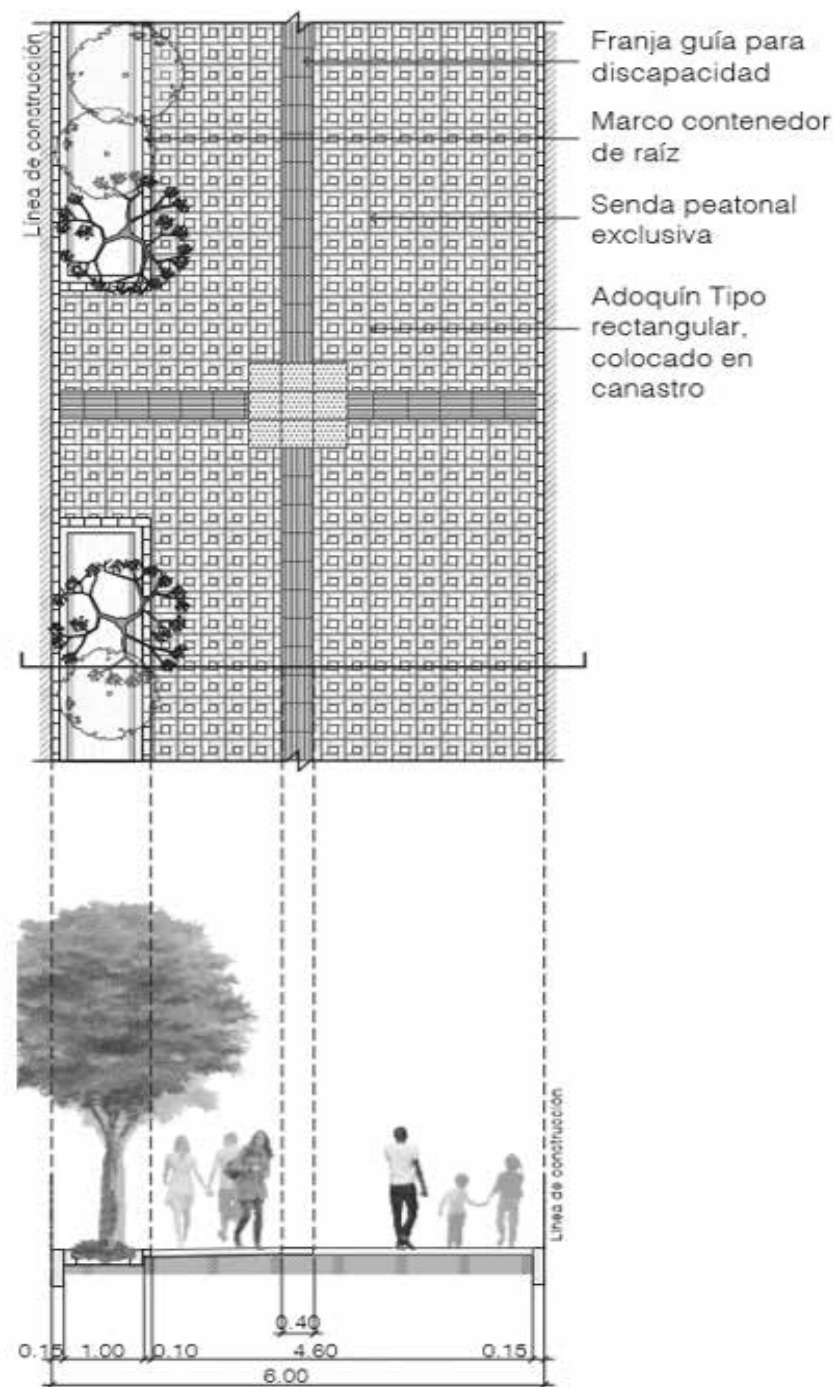 Línea de construcción
Franja guía para
discapacidad
Marco contenedor
de raíz
Senda peatonal
exclusiva
Adoquín Tipo
rectangular,
colocado en
canastro
Línea de construcción
0.40
0.15 1.00 0.10 4.60 0.15
6.00